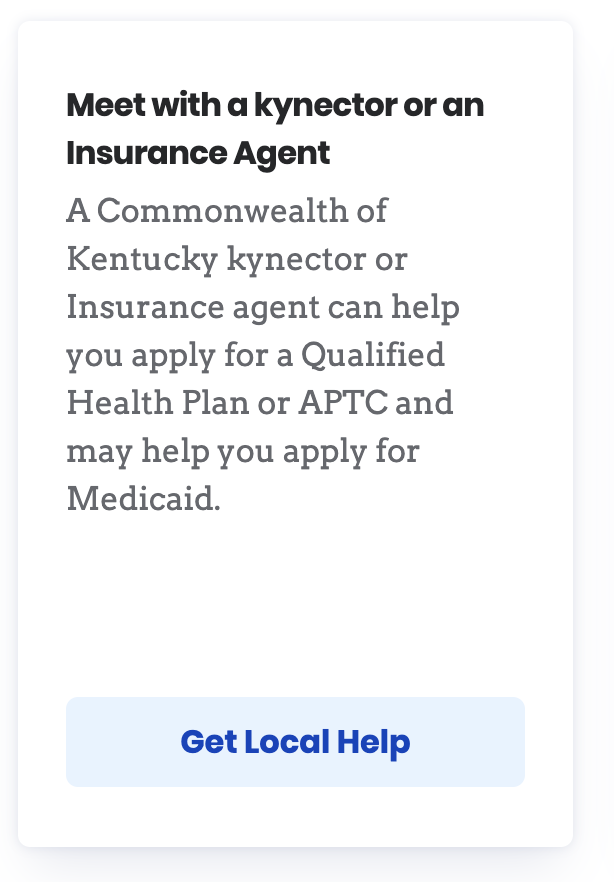 Meet with a kynector or an
Insurance Agent
A Commonwealth of
Kentucky kynector or
Insurance agent can help
you apply for a Qualified
Health Plan or APTC and
may help you apply for
Medicaid.
Get Local Help